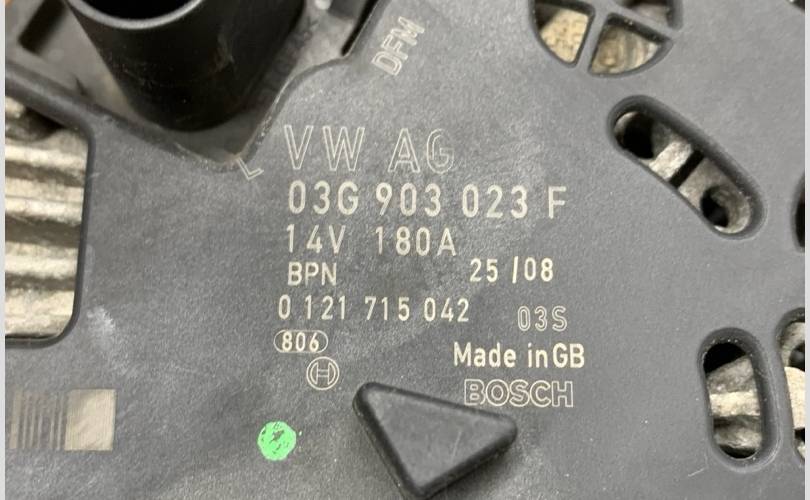 DFM
L
VW AG
03G 903 023 F
14V 180A
BPN 25/08
0 121 715 042 03S
806
Made in GB
BOSCH